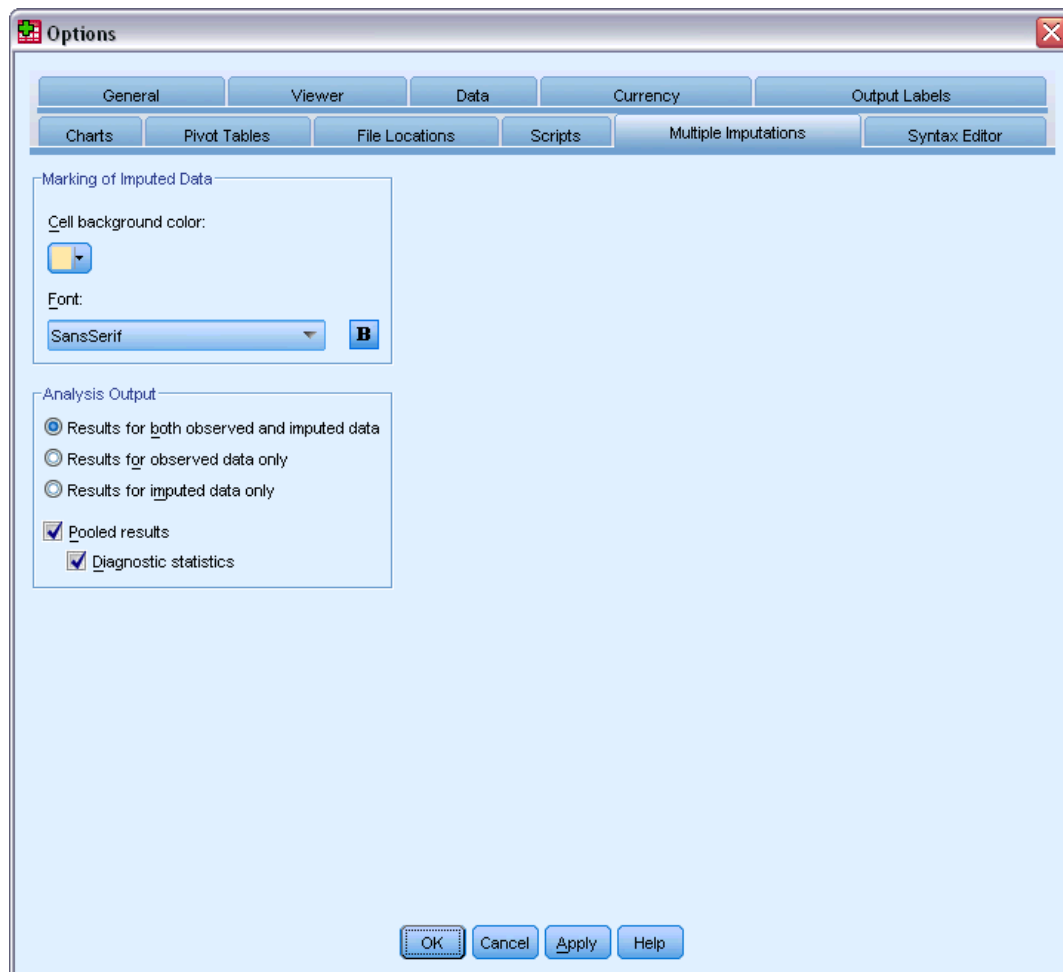 Options
General Viewer Data Currency Output Labels
Charts Pivot Tables File Locations Scripts Multiple Imputations Syntax Editor
Marking of Imputed Data
Cell background color:
Font:
SansSerif B
Analysis Output
Results for both observed and imputed data
Results for observed data only
Results for imputed data only
Pooled results
Diagnostic statistics
OK Cancel Apply Help